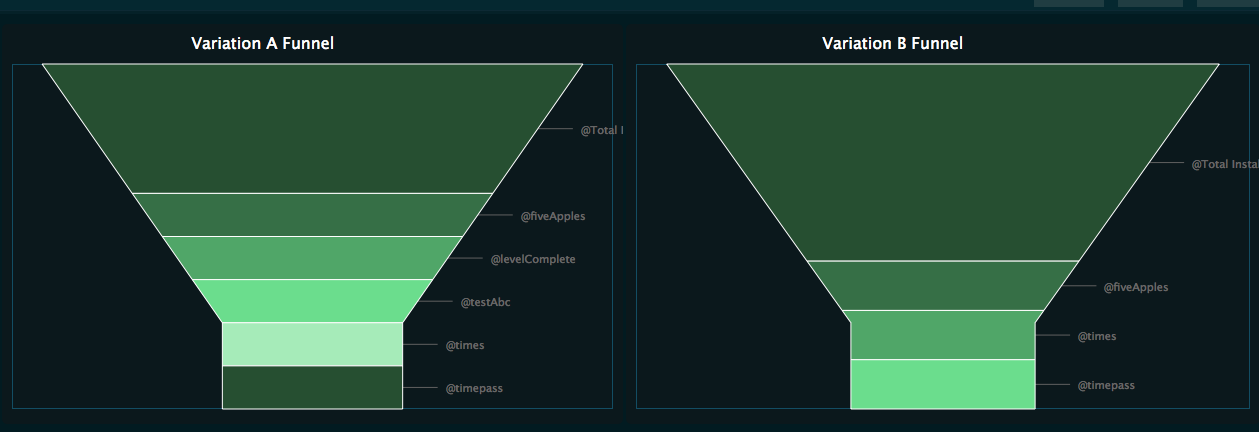 Variation A Funnel
@Total I
@fiveApples
@levelComplete
@testAbc
@times
@timepass
Variation B Funnel
@Total Insta
@fiveApples
@times
@timepass